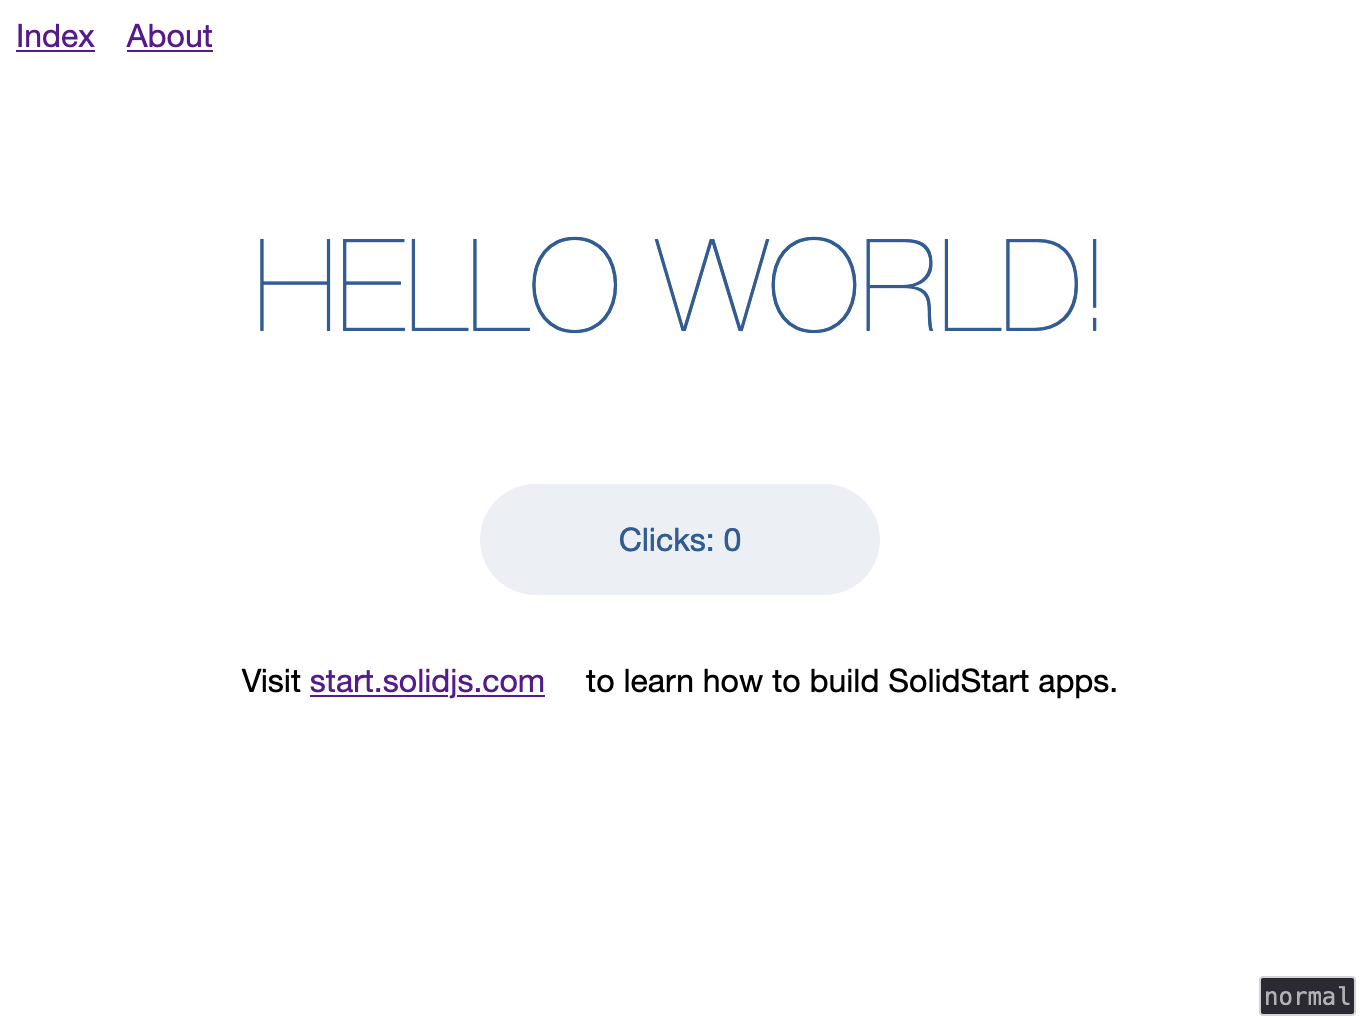 Index About
HELLO WORLD!
Clicks: 0
Visit start.solidjs.com to learn how to build SolidStart apps.
normal